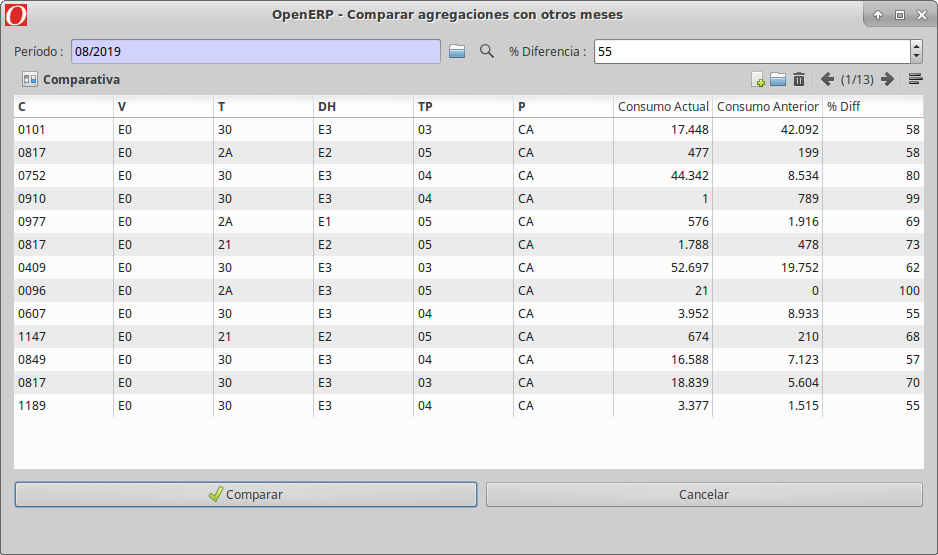 OpenERP - Comparar agregaciones con otros meses
Período : 08/2019 % Diferencia : 55
Comparativa (1/13)
C V T DH TP P Consumo Actual Consumo Anterior % Diff
0101 E0 30 E3 03 CA 17.448 42.092 58
0817 E0 2A E2 05 CA 477 199 58
0752 E0 30 E3 04 CA 44.342 8.534 80
0910 E0 30 E3 04 CA 1 789 99
0977 E0 2A E1 05 CA 576 1.916 69
0817 E0 21 E2 05 CA 1.788 478 73
0409 E0 30 E3 03 CA 52.697 19.752 62
0096 E0 2A E3 05 CA 21 0 100
0607 E0 30 E3 04 CA 3.952 8.933 55
1147 E0 21 E2 05 CA 674 210 68
0849 E0 30 E3 04 CA 16.588 7.123 57
0817 E0 30 E3 03 CA 18.839 5.604 70
1189 E0 30 E3 04 CA 3.377 1.515 55
Comparar Cancelar